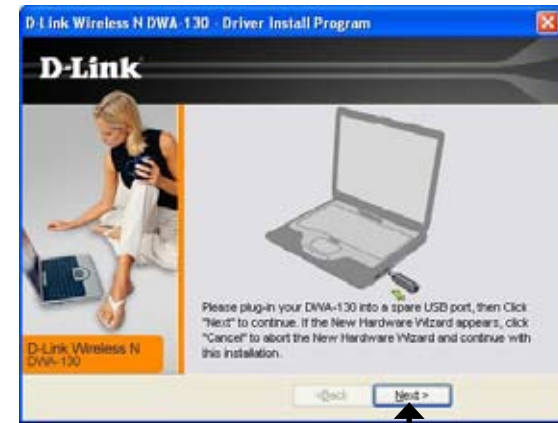 D-Link Wireless N DWA-130 - Driver Install Program
D-Link
Please plug-in your DWA-130 into a spare USB port, then Click
"Next" to continue. If the New Hardware Wizard appears, click
"Cancel" to abort the New Hardware Wizard and continue with
this installation.
D-Link Wireless N
DWA-130
<Back
Next >